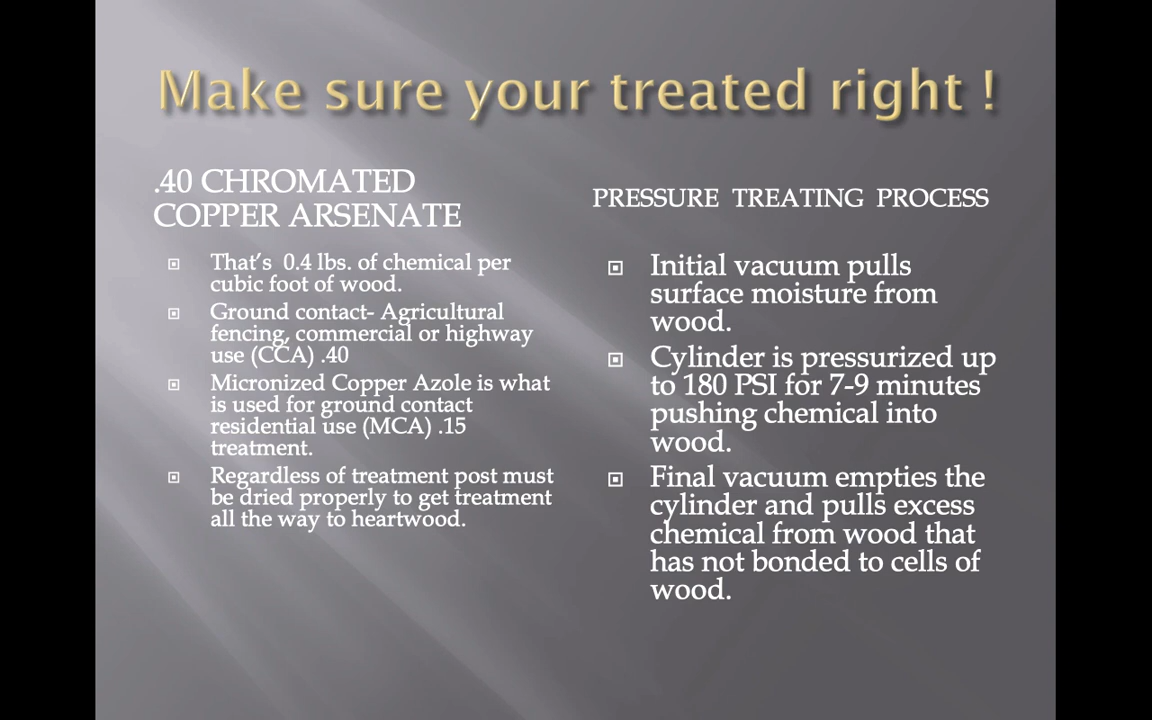 Make sure your treated right !
.40 CHROMATED
COPPER ARSENATE
That's 0.4 lbs. of chemical per
cubic foot of wood.
Ground contact- Agricultural
fencing, commercial or highway
use (CCA) .40
Micronized Copper Azole is what
is used for ground contact
residential use (MCA) .15
treatment.
Regardless of treatment post must
be dried properly to get treatment
all the way to heartwood.
PRESSURE TREATING PROCESS
Initial vacuum pulls
surface moisture from
wood.
Cylinder is pressurized up
to 180 PSI for 7-9 minutes
pushing chemical into
wood.
Final vacuum empties the
cylinder and pulls excess
chemical from wood that
has not bonded to cells of
wood.